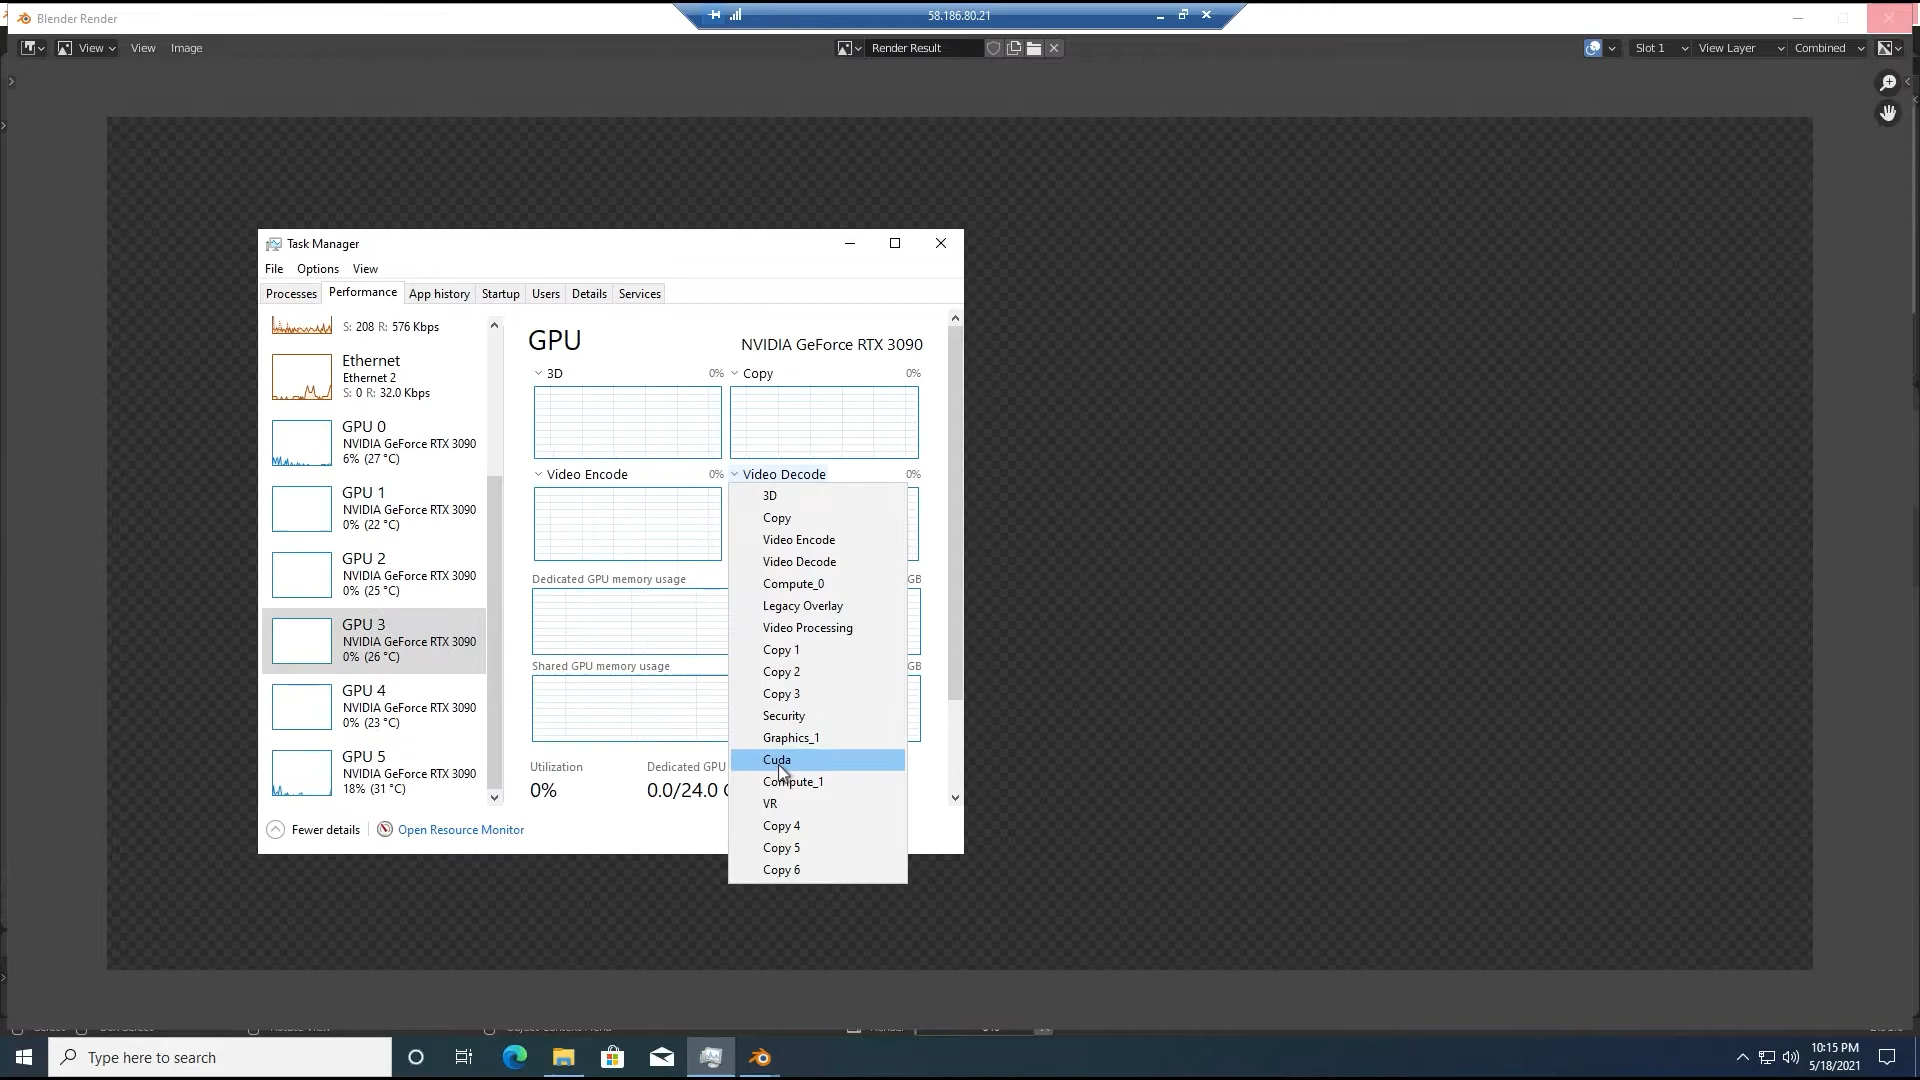 Blender Render
58.186.80.21
View
View
Image
Render Result
Slot 1
View Layer
Combined
Task Manager
File Options View
Processes Performance App history Startup Users Details Services
S: 208 R: 576 Kbps
Ethernet
Ethernet 2
S: 0 R: 32.0 Kbps
GPU 0
NVIDIA GeForce RTX 3090
6% (27 °C)
GPU 1
NVIDIA GeForce RTX 3090
0% (22 °C)
GPU 2
NVIDIA GeForce RTX 3090
0% (25 °C)
GPU 3
NVIDIA GeForce RTX 3090
0% (26 °C)
GPU 4
NVIDIA GeForce RTX 3090
0% (23 °C)
GPU 5
NVIDIA GeForce RTX 3090
18% (31 °C)
GPU
NVIDIA GeForce RTX 3090
3D 0%
Copy 0%
Video Encode 0%
Video Decode 0%
Dedicated GPU memory usage
GB
Shared GPU memory usage
GB
Utilization
0%
Dedicated GPU
0.0/24.0
3D
Copy
Video Encode
Video Decode
Compute_0
Legacy Overlay
Video Processing
Copy 1
Copy 2
Copy 3
Security
Graphics_1
Cuda
Compute_1
VR
Copy 4
Copy 5
Copy 6
Fewer details
Open Resource Monitor
Type here to search
10:15 PM
5/18/2021